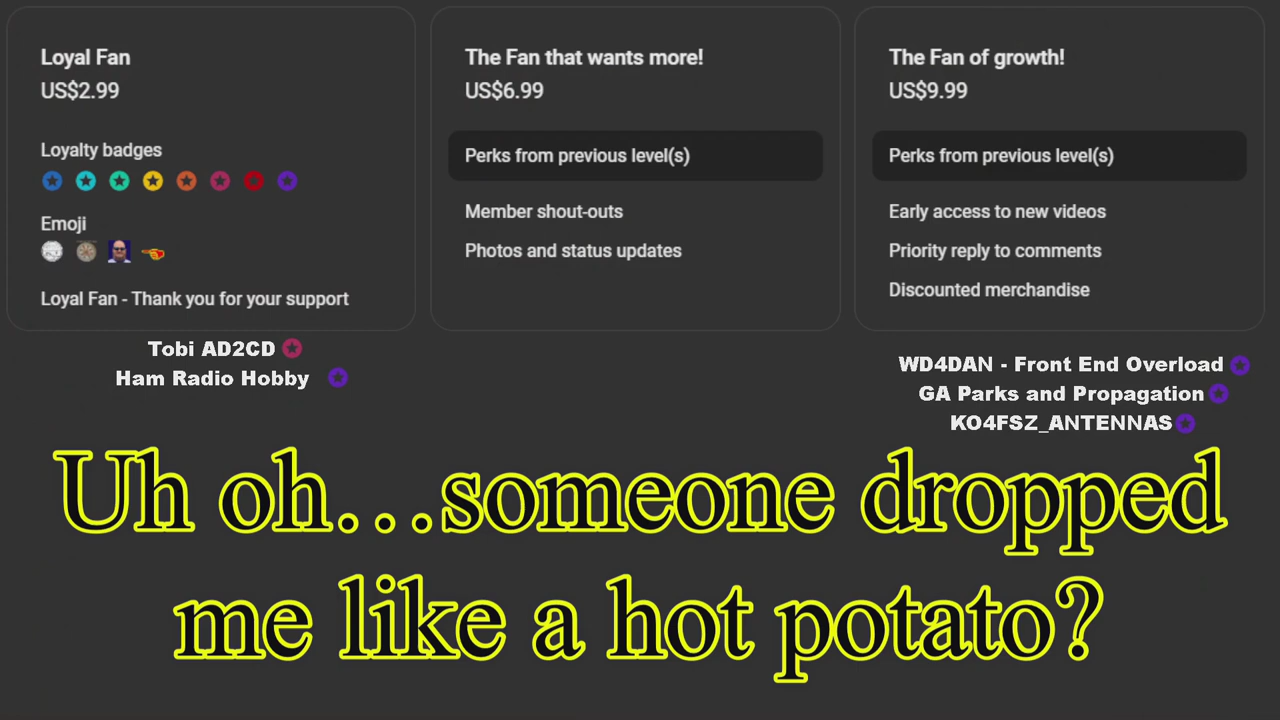 Loyal Fan
US$2.99
Loyalty badges
Emoji
Loyal Fan - Thank you for your support
The Fan that wants more!
US$6.99
Perks from previous level(s)
Member shout-outs
Photos and status updates
The Fan of growth!
US$9.99
Perks from previous level(s)
Early access to new videos
Priority reply to comments
Discounted merchandise
Tobi AD2CD
Ham Radio Hobby
WD4DAN - Front End Overload
GA Parks and Propagation
KO4FSZ_ANTENNAS
Uh oh...someone dropped
me like a hot potato?